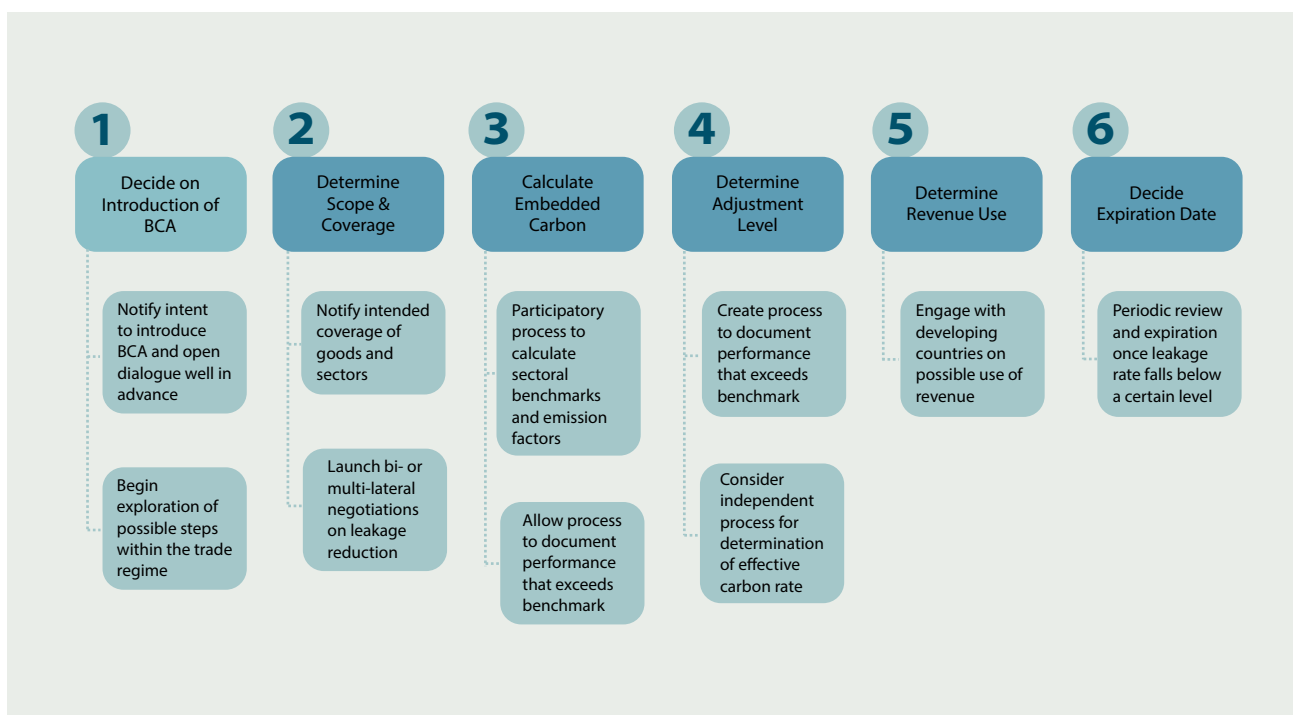 1
Decide on
Introduction of
BCA
Notify intent
to introduce
BCA and open
dialogue well in
advance
Begin
exploration of
possible steps
within the trade
regime
2
Determine
Scope &
Coverage
Notify intended
coverage of
goods and
sectors
Launch bi- or
multi-lateral
negotiations
on leakage
reduction
3
Calculate
Embedded
Carbon
Participatory
process to
calculate
sectoral
benchmarks
and emission
factors
Allow process
to document
performance
that exceeds
benchmark
4
Determine
Adjustment
Level
Create process
to document
performance
that exceeds
benchmark
Consider
independent
process for
determination
of effective
carbon rate
5
Determine
Revenue Use
Engage with
developing
countries on
possible use of
revenue
6
Decide
Expiration Date
Periodic review
and expiration
once leakage
rate falls below
a certain level